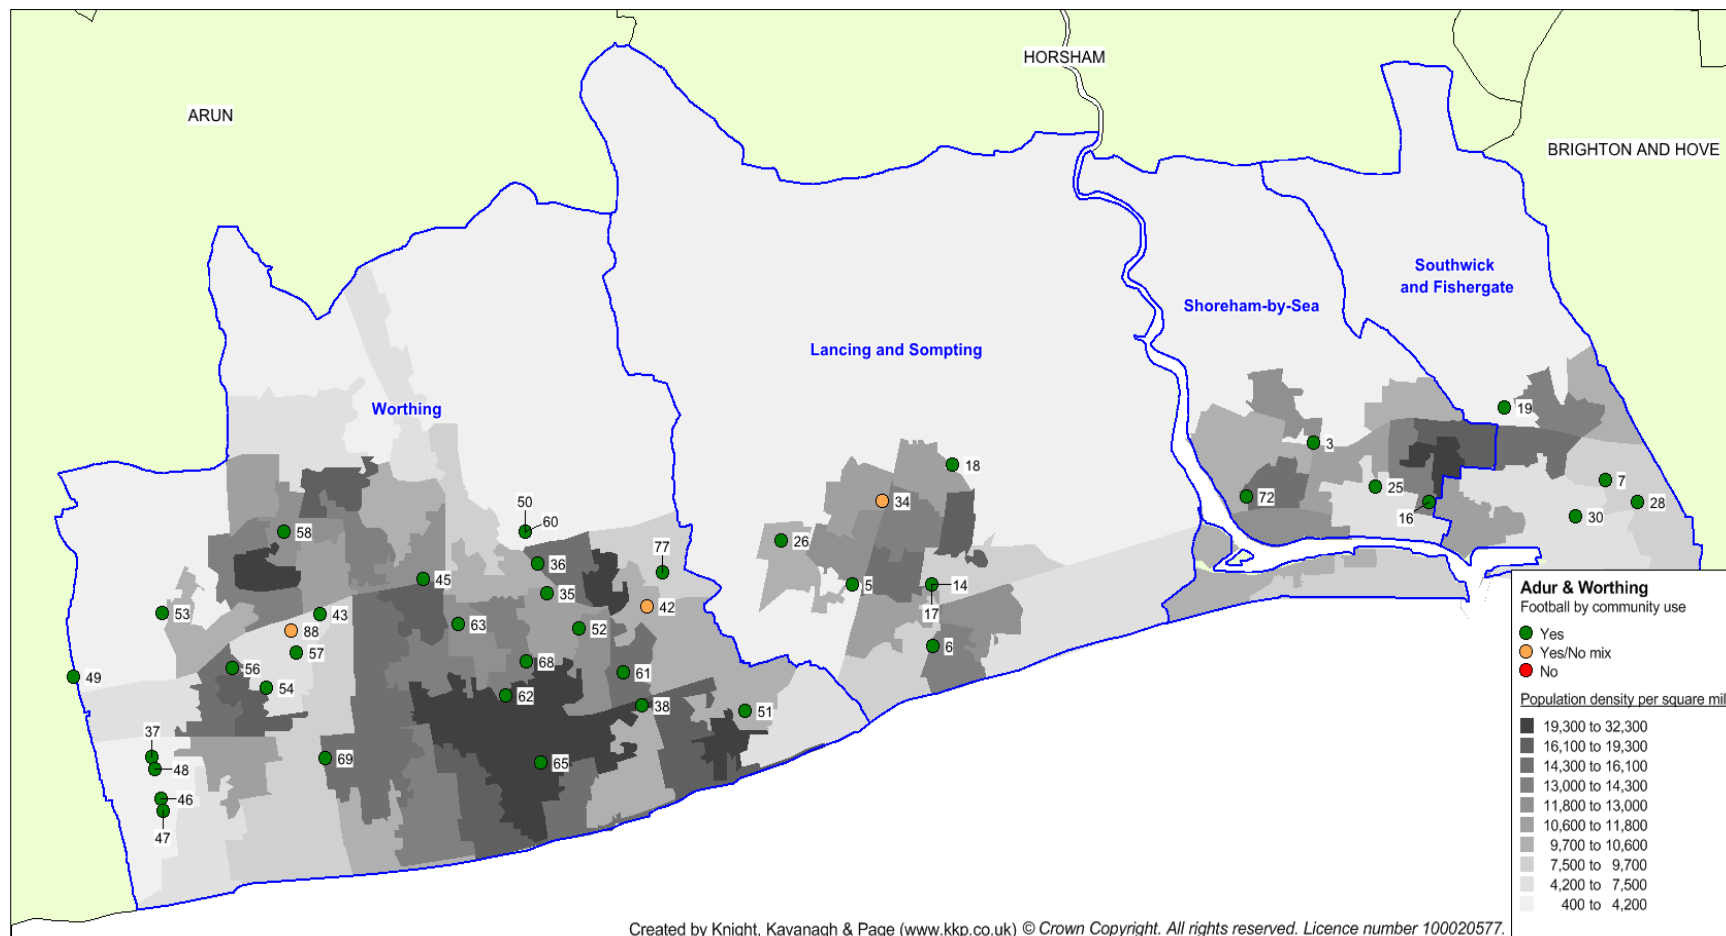 HORSHAM
ARUN
BRIGHTON AND HOVE
Southwick
and Fishergate
Shoreham-by-Sea
Lancing and Sompting
Worthing
19
3
18
7
72
25
34
28
50
16
30
60
58
26
77
36
45
5
14
35
42
53
43
17
63
52
88
6
57
68
56
61
49
54
62
38
51
37
69
65
48
46
47
Adur & Worthing
Football by community use
Yes
Yes/No mix
No
Population density per square mil
19,300 to 32,300
16,100 to 19,300
14,300 to 16,100
13,000 to 14,300
11,800 to 13,000
10,600 to 11,800
9,700 to 10,600
7,500 to 9,700
4,200 to 7,500
400 to 4,200
Created by Knight, Kavanagh & Page (www.kkp.co.uk) © Crown Copyright. All rights reserved. Licence number 100020577.